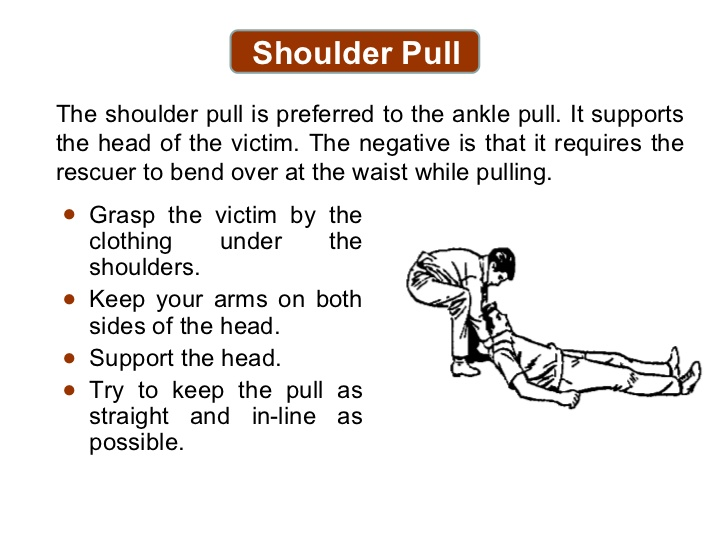 Shoulder Pull
The shoulder pull is preferred to the ankle pull. It supports
the head of the victim. The negative is that it requires the
rescuer to bend over at the waist while pulling.
• Grasp the victim by the
clothing under the
shoulders.
• Keep your arms on both
sides of the head.
• Support the head.
• Try to keep the pull as
straight and in-line as
possible.